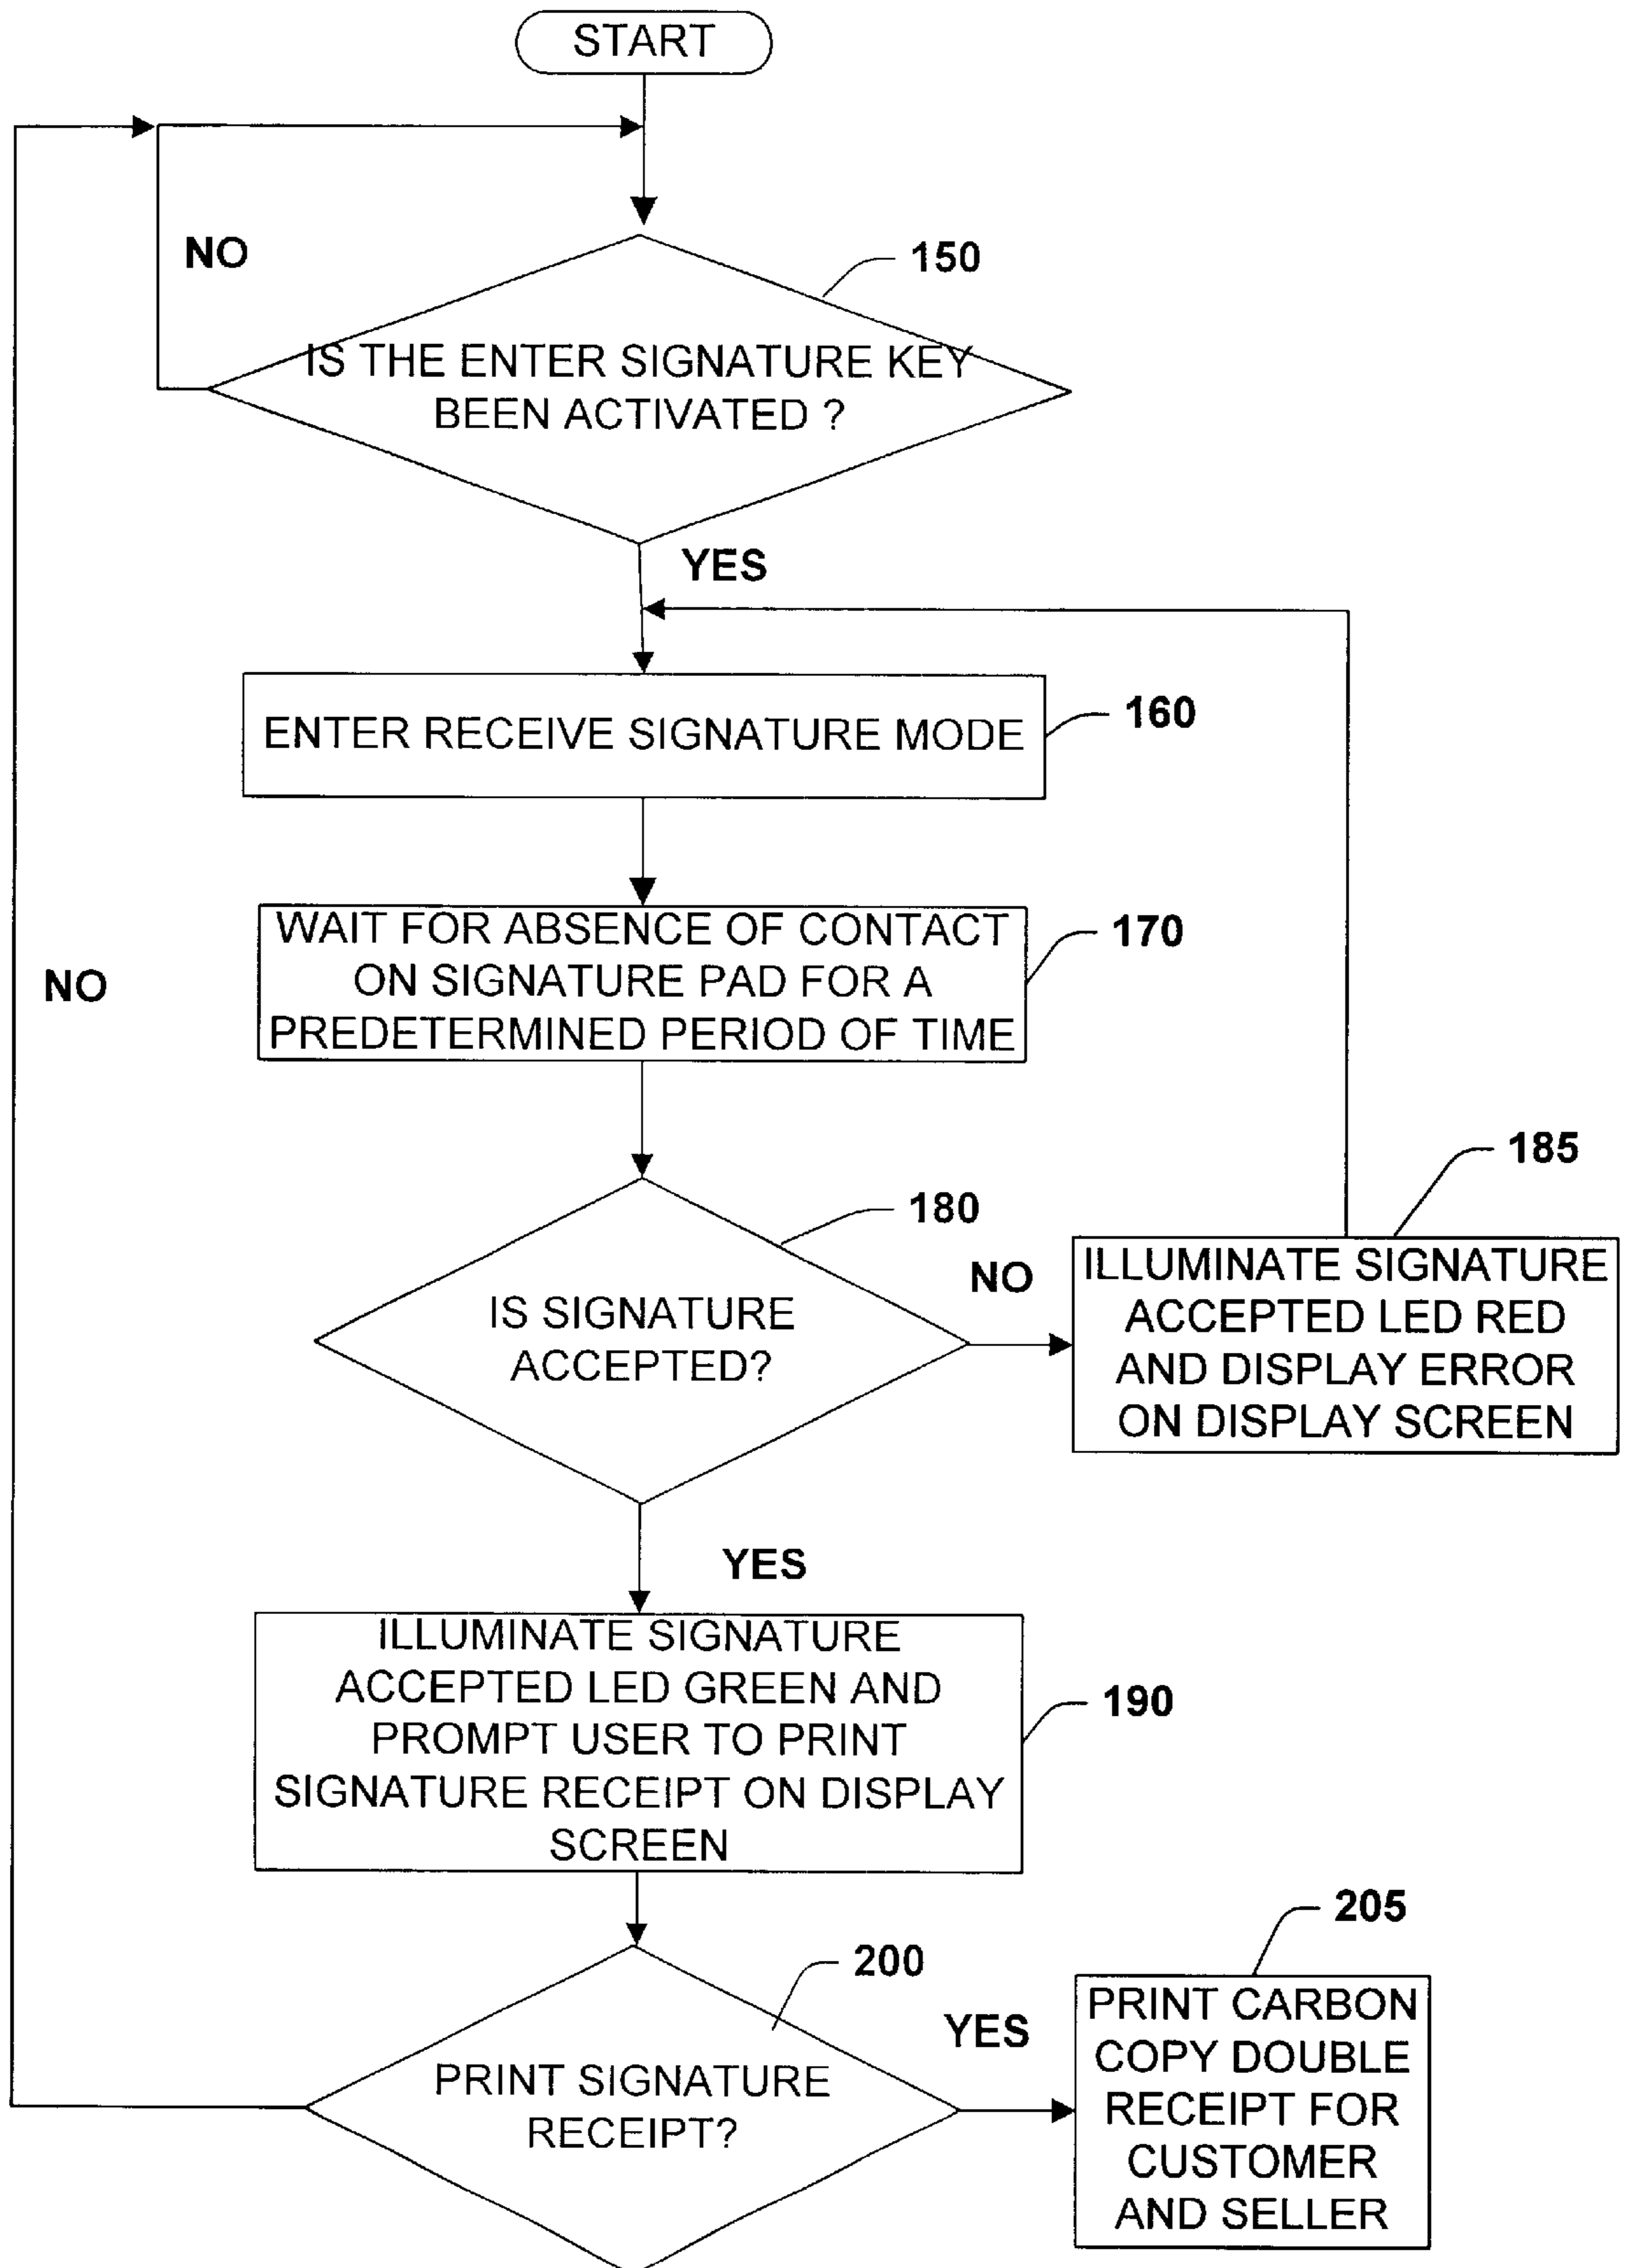 START
NO
150
IS THE ENTER SIGNATURE KEY
BEEN ACTIVATED ?
YES
ENTER RECEIVE SIGNATURE MODE
160
WAIT FOR ABSENCE OF CONTACT
ON SIGNATURE PAD FOR A
PREDETERMINED PERIOD OF TIME
170
NO
180
IS SIGNATURE
ACCEPTED?
NO
185
ILLUMINATE SIGNATURE
ACCEPTED LED RED
AND DISPLAY ERROR
ON DISPLAY SCREEN
YES
ILLUMINATE SIGNATURE
ACCEPTED LED GREEN AND
PROMPT USER TO PRINT
SIGNATURE RECEIPT ON DISPLAY
SCREEN
190
200
PRINT SIGNATURE
RECEIPT?
YES
205
PRINT CARBON
COPY DOUBLE
RECEIPT FOR
CUSTOMER
AND SELLER